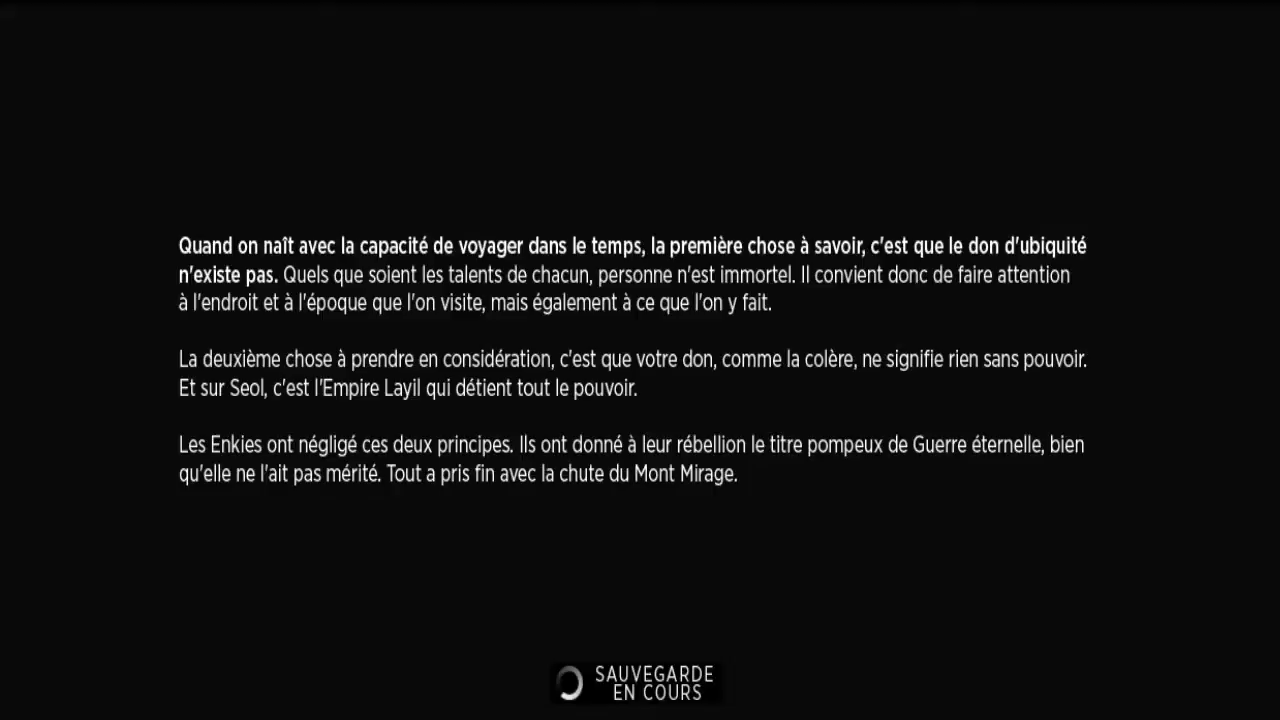 Quand on naît avec la capacité de voyager dans le temps, la première chose à savoir, c'est que le don d'ubiquité
n'existe pas. Quels que soient les talents de chacun, personne n'est immortel. Il convient donc de faire attention
à l'endroit et à l'époque que l'on visite, mais également à ce que l'on y fait.
La deuxième chose à prendre en considération, c'est que votre don, comme la colère, ne signifie rien sans pouvoir.
Et sur Seol, c'est l'Empire Layil qui détient tout le pouvoir.
Les Enkies ont négligé ces deux principes. Ils ont donné à leur rébellion le titre pompeux de Guerre éternelle, bien
qu'elle ne l'ait pas mérité. Tout a pris fin avec la chute du Mont Mirage.
SAUVEGARDE
EN COURS